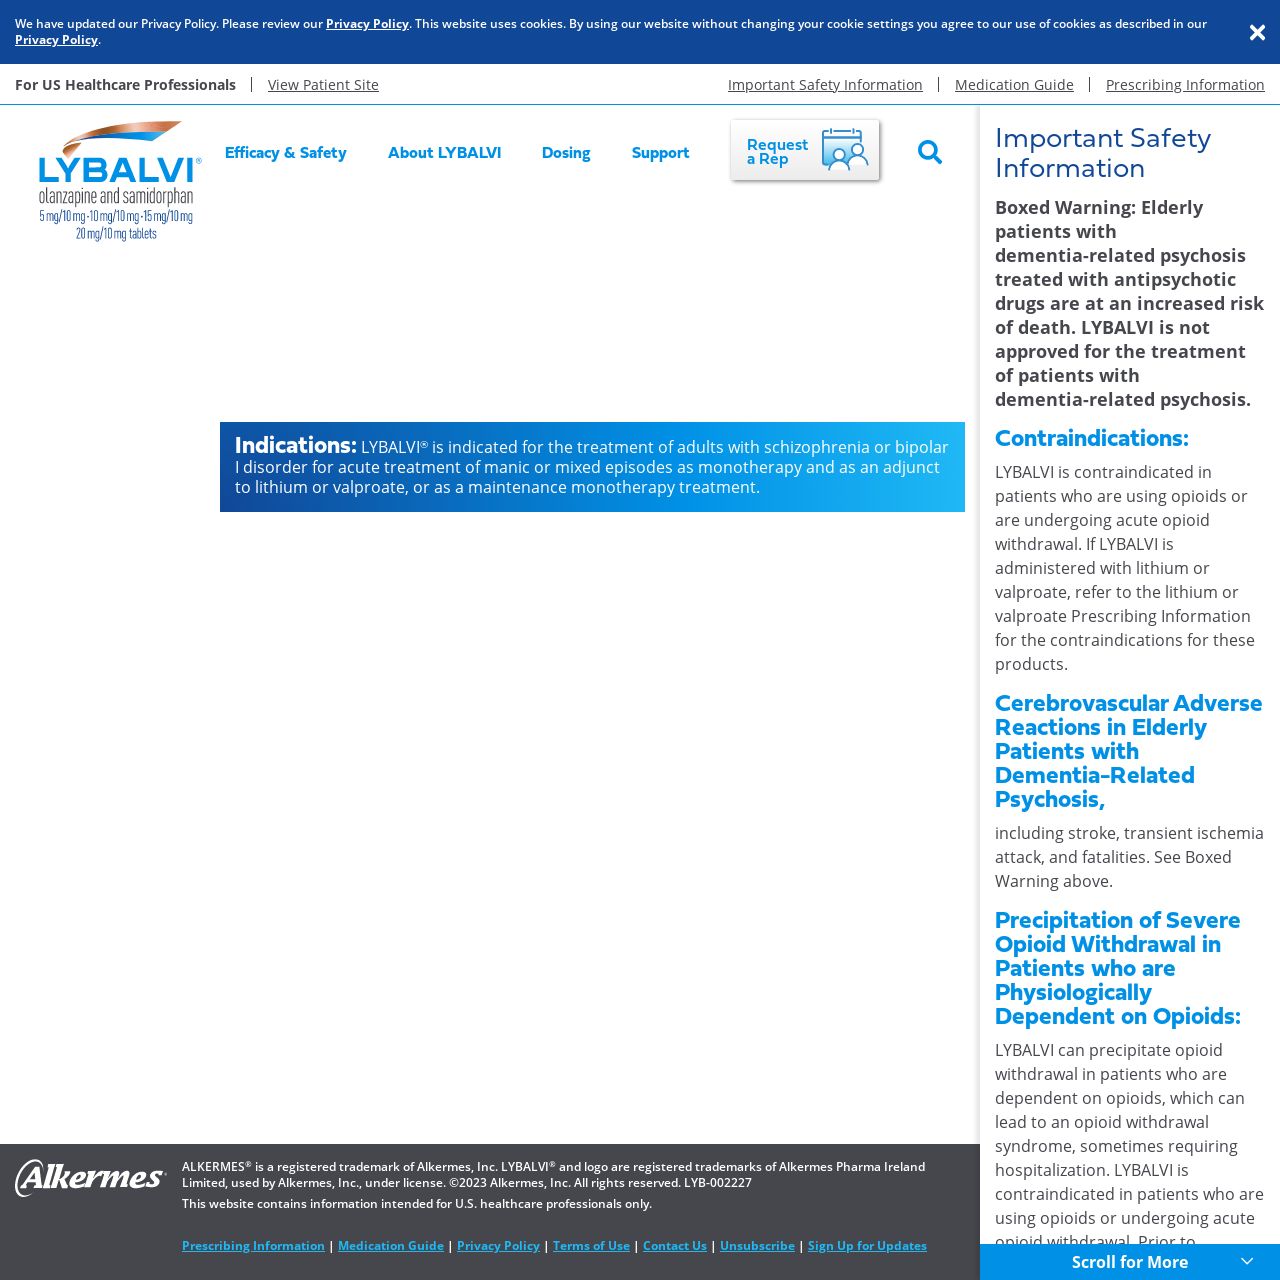 We have updated our Privacy Policy. Please review our Privacy Policy. This website uses cookies. By using our website without changing your cookie settings you agree to our use of cookies as described in our
Privacy Policy.
For US Healthcare Professionals
View Patient Site
Important Safety Information
Medication Guide
Prescribing Information
LYBALVI®
olanzapine and samidorphan
5 mg/10 mg · 10 mg/10 mg · 15 mg/10 mg
20 mg/10 mg tablets
Efficacy & Safety
About LYBALVI
Dosing
Support
Request
a Rep
Indications: LYBALVI® is indicated for the treatment of adults with schizophrenia or bipolar
I disorder for acute treatment of manic or mixed episodes as monotherapy and as an adjunct
to lithium or valproate, or as a maintenance monotherapy treatment.
Important Safety
Information
Boxed Warning: Elderly
patients with
dementia-related psychosis
treated with antipsychotic
drugs are at an increased risk
of death. LYBALVI is not
approved for the treatment
of patients with
dementia-related psychosis.
Contraindications:
LYBALVI is contraindicated in
patients who are using opioids or
are undergoing acute opioid
withdrawal. If LYBALVI is
administered with lithium or
valproate, refer to the lithium or
valproate Prescribing Information
for the contraindications for these
products.
Cerebrovascular Adverse
Reactions in Elderly
Patients with
Dementia-Related
Psychosis,
including stroke, transient ischemia
attack, and fatalities. See Boxed
Warning above.
Precipitation of Severe
Opioid Withdrawal in
Patients who are
Physiologically
Dependent on Opioids:
LYBALVI can precipitate opioid
withdrawal in patients who are
dependent on opioids, which can
lead to an opioid withdrawal
syndrome, sometimes requiring
hospitalization. LYBALVI is
contraindicated in patients who are
using opioids or undergoing acute
opioid withdrawal. Prior to
Scroll for More
Alkermes®
ALKERMES® is a registered trademark of Alkermes, Inc. LYBALVI® and logo are registered trademarks of Alkermes Pharma Ireland
Limited, used by Alkermes, Inc., under license. ©2023 Alkermes, Inc. All rights reserved. LYB-002227
This website contains information intended for U.S. healthcare professionals only.
Prescribing Information | Medication Guide | Privacy Policy | Terms of Use | Contact Us | Unsubscribe | Sign Up for Updates